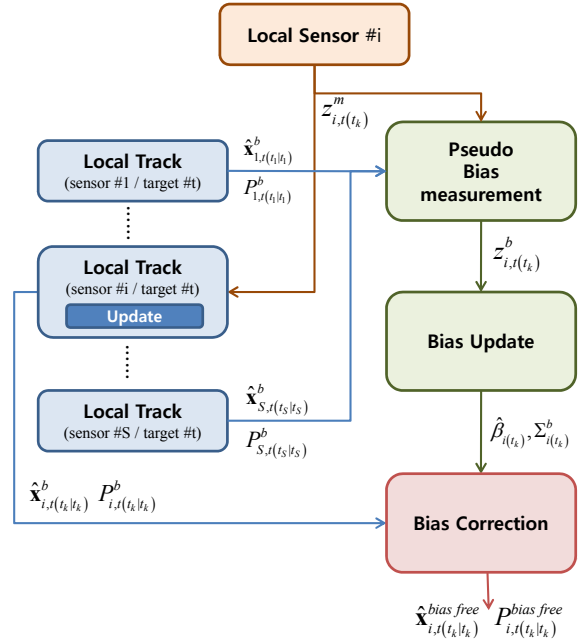 Local Sensor #i
z^m_{i,t(t_k)}
x̂^b_{1,t(t_1|t_1)}
P^b_{1,t(t_1|t_1)}
Local Track
(sensor #1 / target #t)
Pseudo
Bias
measurement
z^b_{i,t(t_k)}
Local Track
(sensor #i / target #t)
Update
Bias Update
Local Track
(sensor #S / target #t)
x̂^b_{S,t(t_S|t_S)}
P^b_{S,t(t_S|t_S)}
β̂_{i(t_k)}, Σ^b_{i(t_k)}
x̂^b_{i,t(t_k|t_k)} P^b_{i,t(t_k|t_k)}
Bias Correction
x̂^{bias free}_{i,t(t_k|t_k)} P^{bias free}_{i,t(t_k|t_k)}